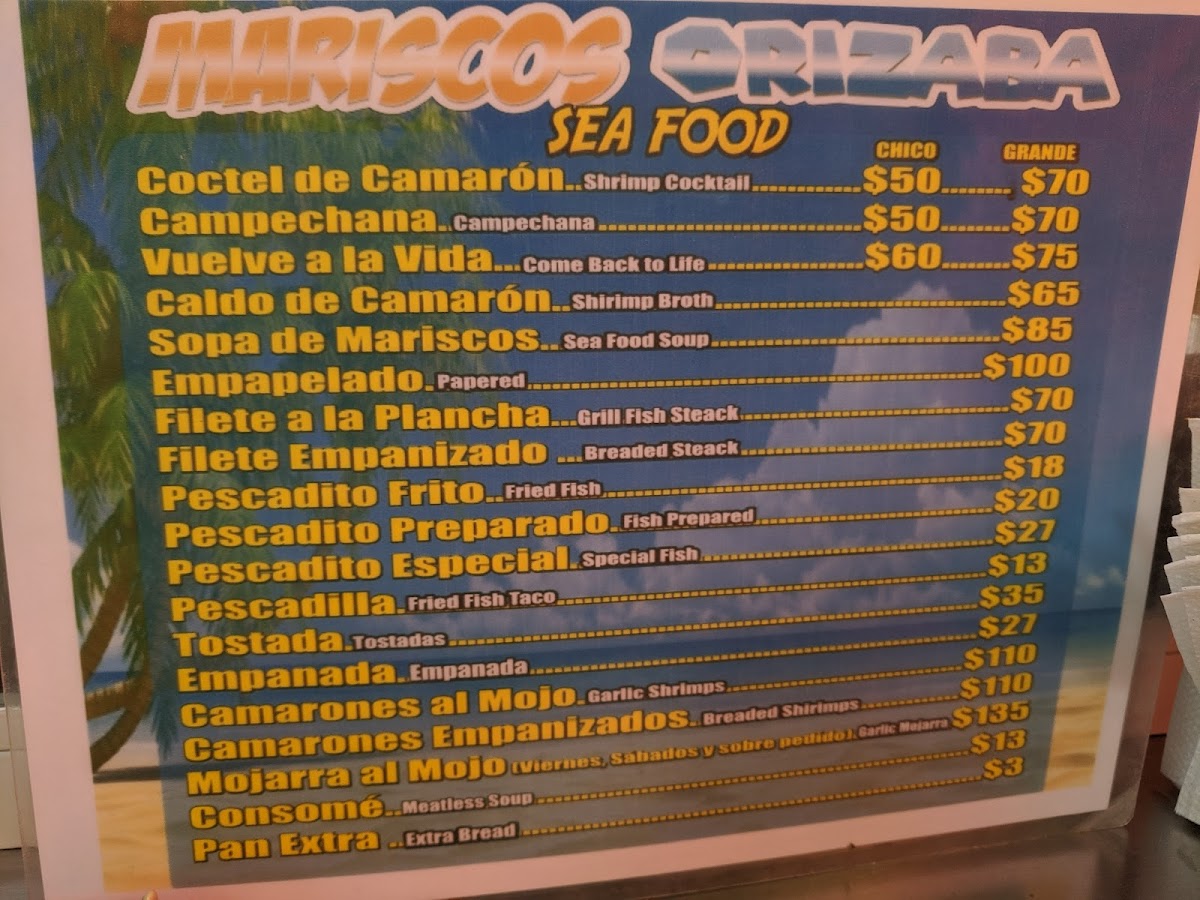 MARISCOS ORIZABA
SEA FOOD
CHICO GRANDE
Coctel de Camarón..Shrimp Cocktail............$50........ $70
Campechana..Campechana............$50........$70
Vuelve a la Vida...Come Back to Life............$60........$75
Caldo de Camarón..Shirimp Broth............$65
Sopa de Mariscos...Sea Food Soup............$85
Empapelado.Papered............$100
Filete a la Plancha...Grill Fish Steack............$70
Filete Empanizado ...Breaded Steack............$70
Pescadito Frito..Fried Fish............$18
Pescadito Preparado.Fish Prepared............$20
Pescadito Especial.Special Fish............$27
Pescadilla.Fried Fish Taco............$13
Tostada.Tostadas............$35
Empanada..Empanada............$27
Camarones al Mojo.Garlic Shrimps............$110
Camarones Empanizados..Breaded Shirimps............$110
Mojarra al Mojo (Viernes, Sabados y sobre pedido).Garlic Mojarra $135
Consomé...Meatless Soup............$13
Pan Extra ..Extra Bread............$3